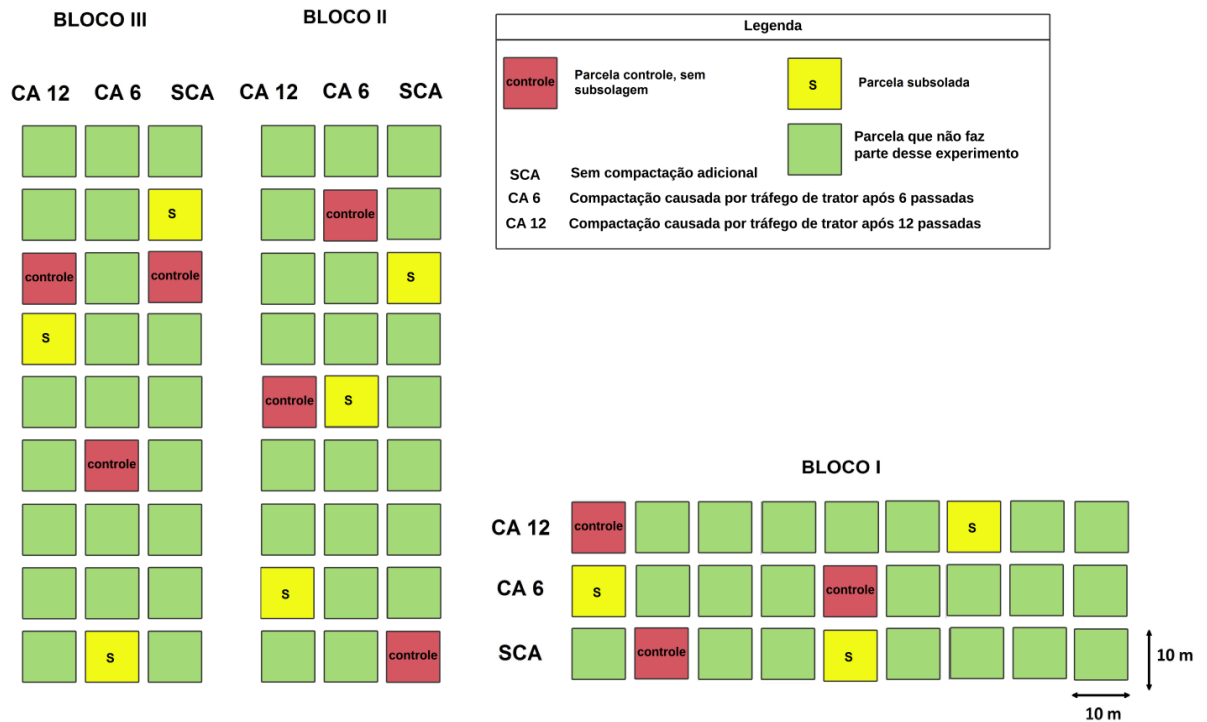 BLOCO III
BLOCO II
CA 12 CA 6 SCA
CA 12 CA 6 SCA
S
controle
controle
controle
S
S
controle
S
controle
S
S
controle
Legenda
controle
Parcela controle, sem
subsolagem
S
Parcela subsolada
Parcela que não faz
parte desse experimento
SCA Sem compactação adicional
CA 6 Compactação causada por tráfego de trator após 6 passadas
CA 12 Compactação causada por tráfego de trator após 12 passadas
BLOCO I
CA 12 controle S
CA 6 S controle
SCA controle S
10 m
10 m